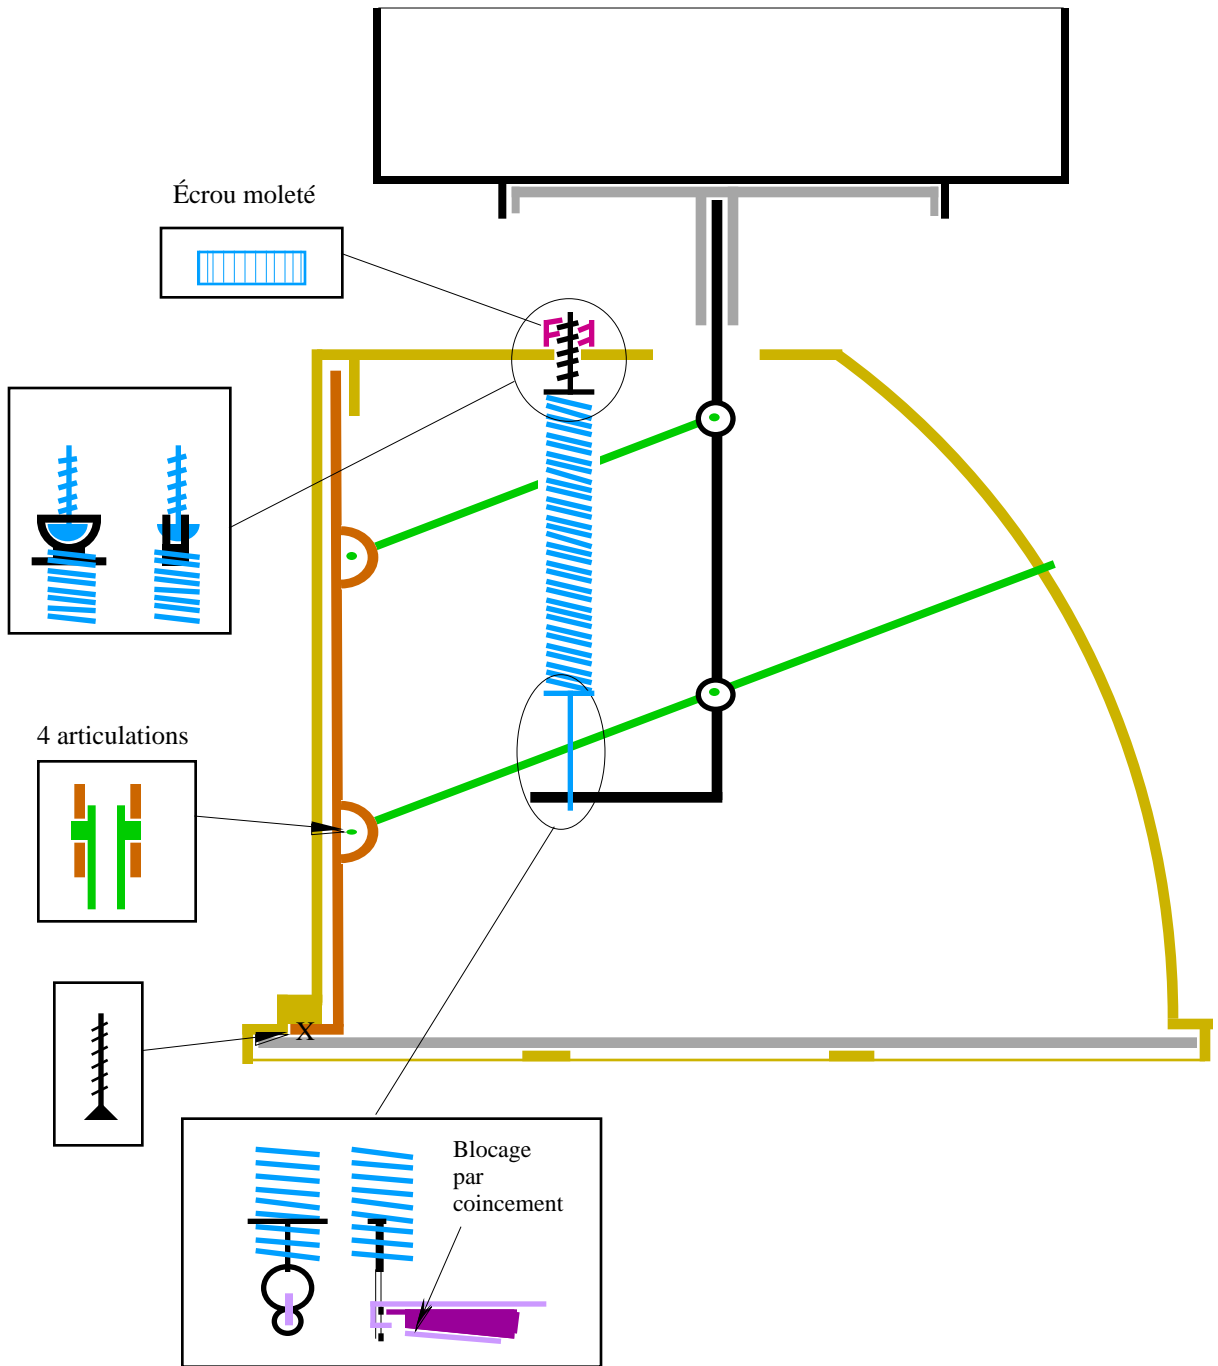 Écrou moleté
4 articulations
X
Blocage
par
coincement